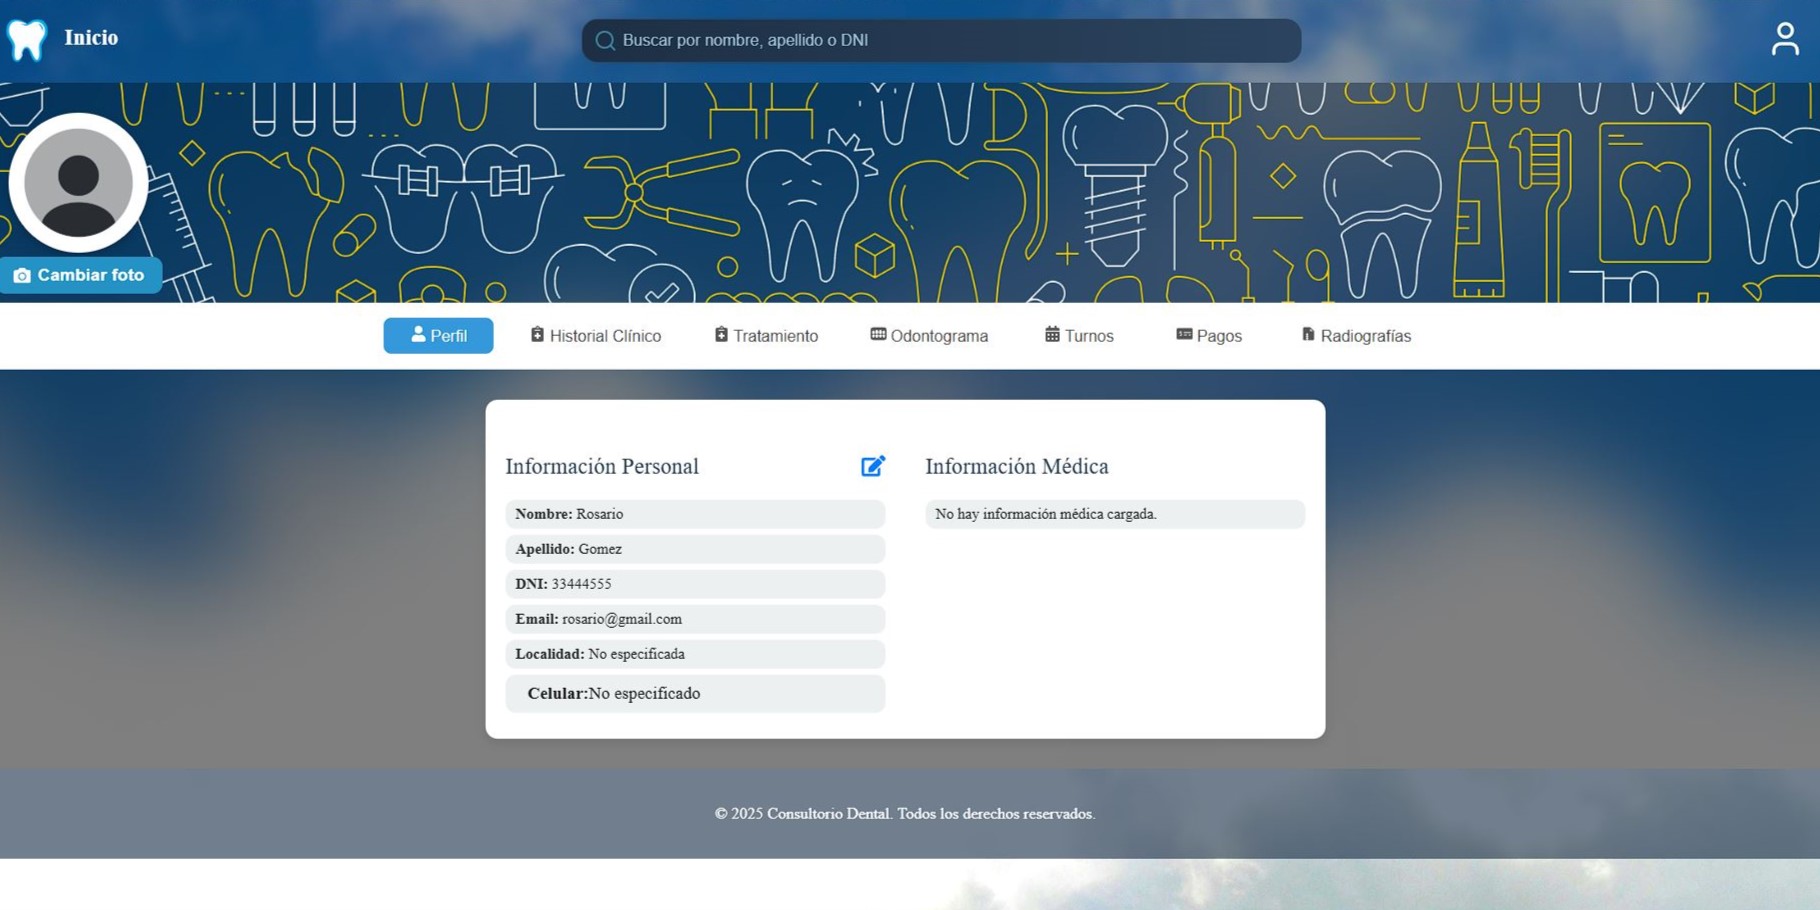 Inicio
Buscar por nombre, apellido o DNI
Cambiar foto
Perfil
Historial Clínico
Tratamiento
Odontograma
Turnos
Pagos
Radiografías
Información Personal
Nombre: Rosario
Apellido: Gomez
DNI: 33444555
Email: rosario@gmail.com
Localidad: No especificada
Celular:No especificado
Información Médica
No hay información médica cargada.
© 2025 Consultorio Dental. Todos los derechos reservados.